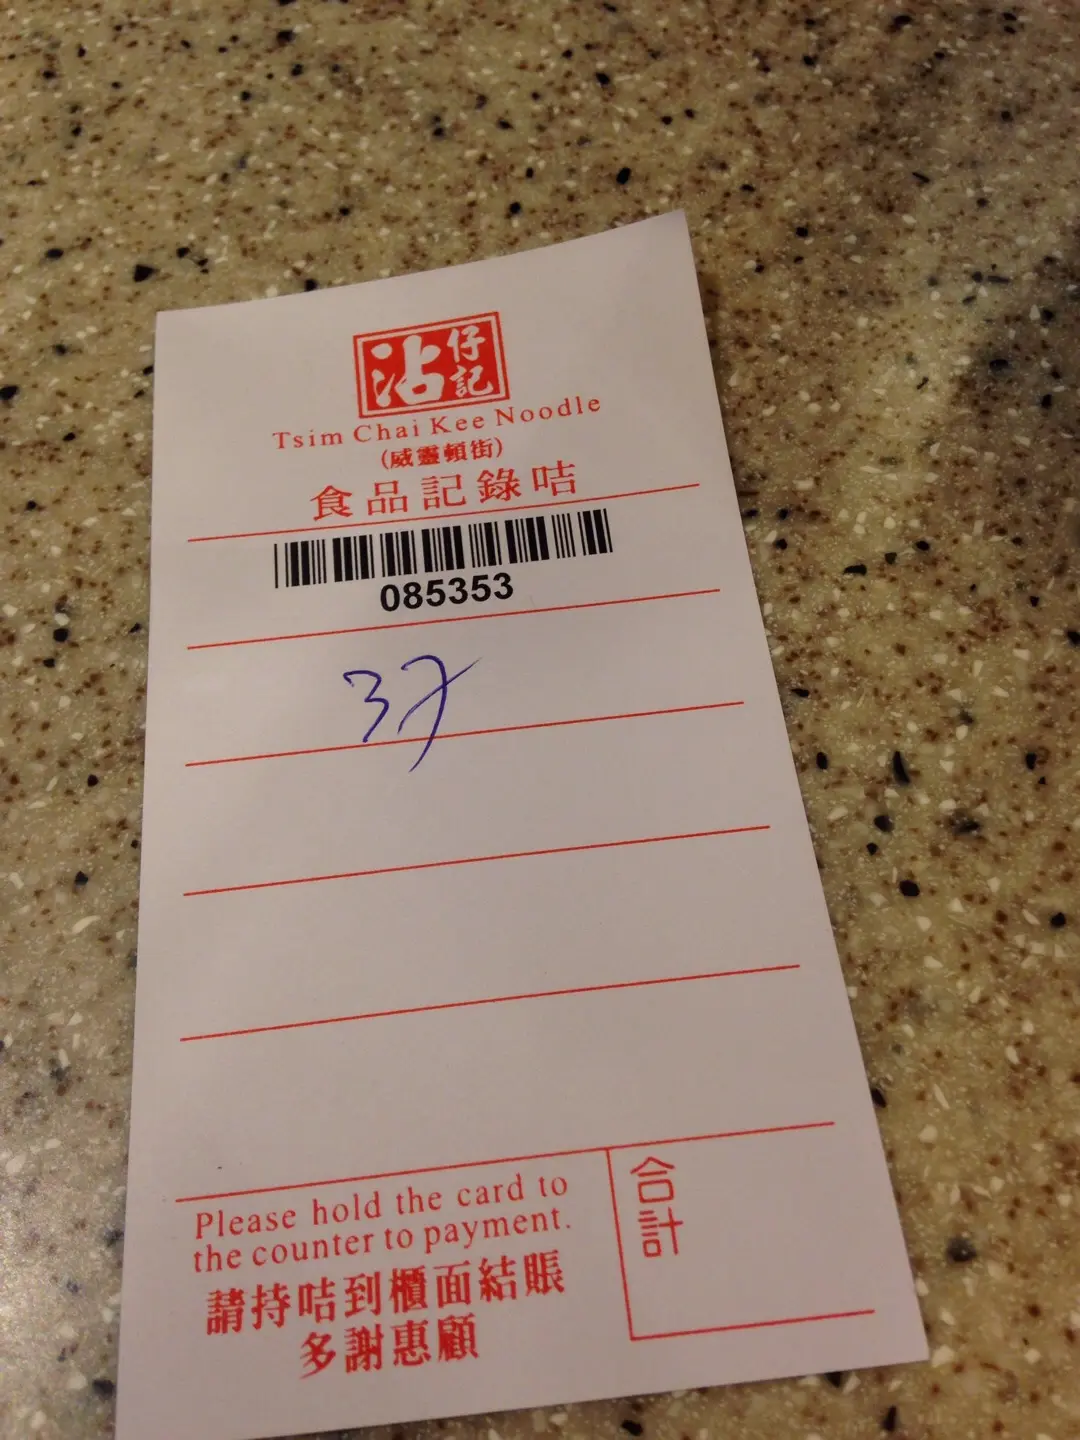 沾仔記
Tsim Chai Kee Noodle
(威靈頓街)
食品記錄咭
085353
37
Please hold the card to
the counter to payment.
請持咭到櫃面結賬
多謝惠顧
合計